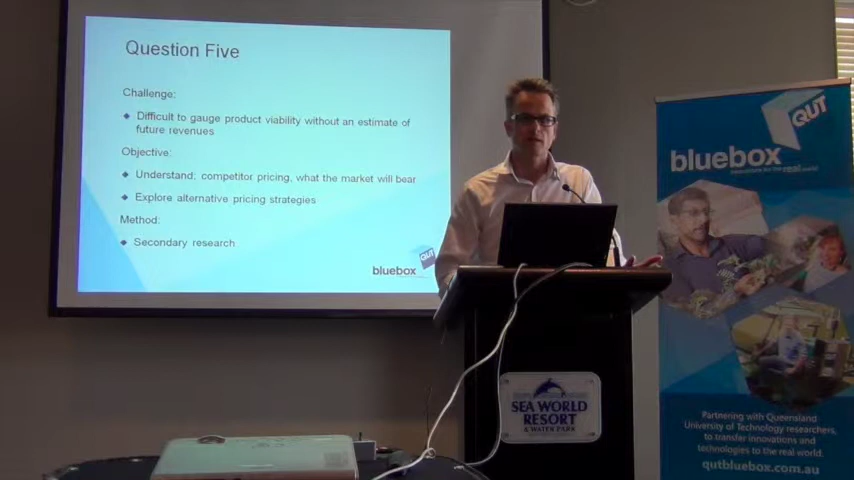 Question Five
Challenge:
Difficult to gauge product viability without an estimate of
future revenues
Objective:
Understand: competitor pricing, what the market will bear
Explore alternative pricing strategies
Method:
Secondary research
bluebox
QUT
QUT
bluebox
SEA WORLD
RESORT
& WATER PARK
Partnering with Queensland
University of Technology researchers,
to transfer innovations and
technologies to the real world.
qutbluebox.com.au